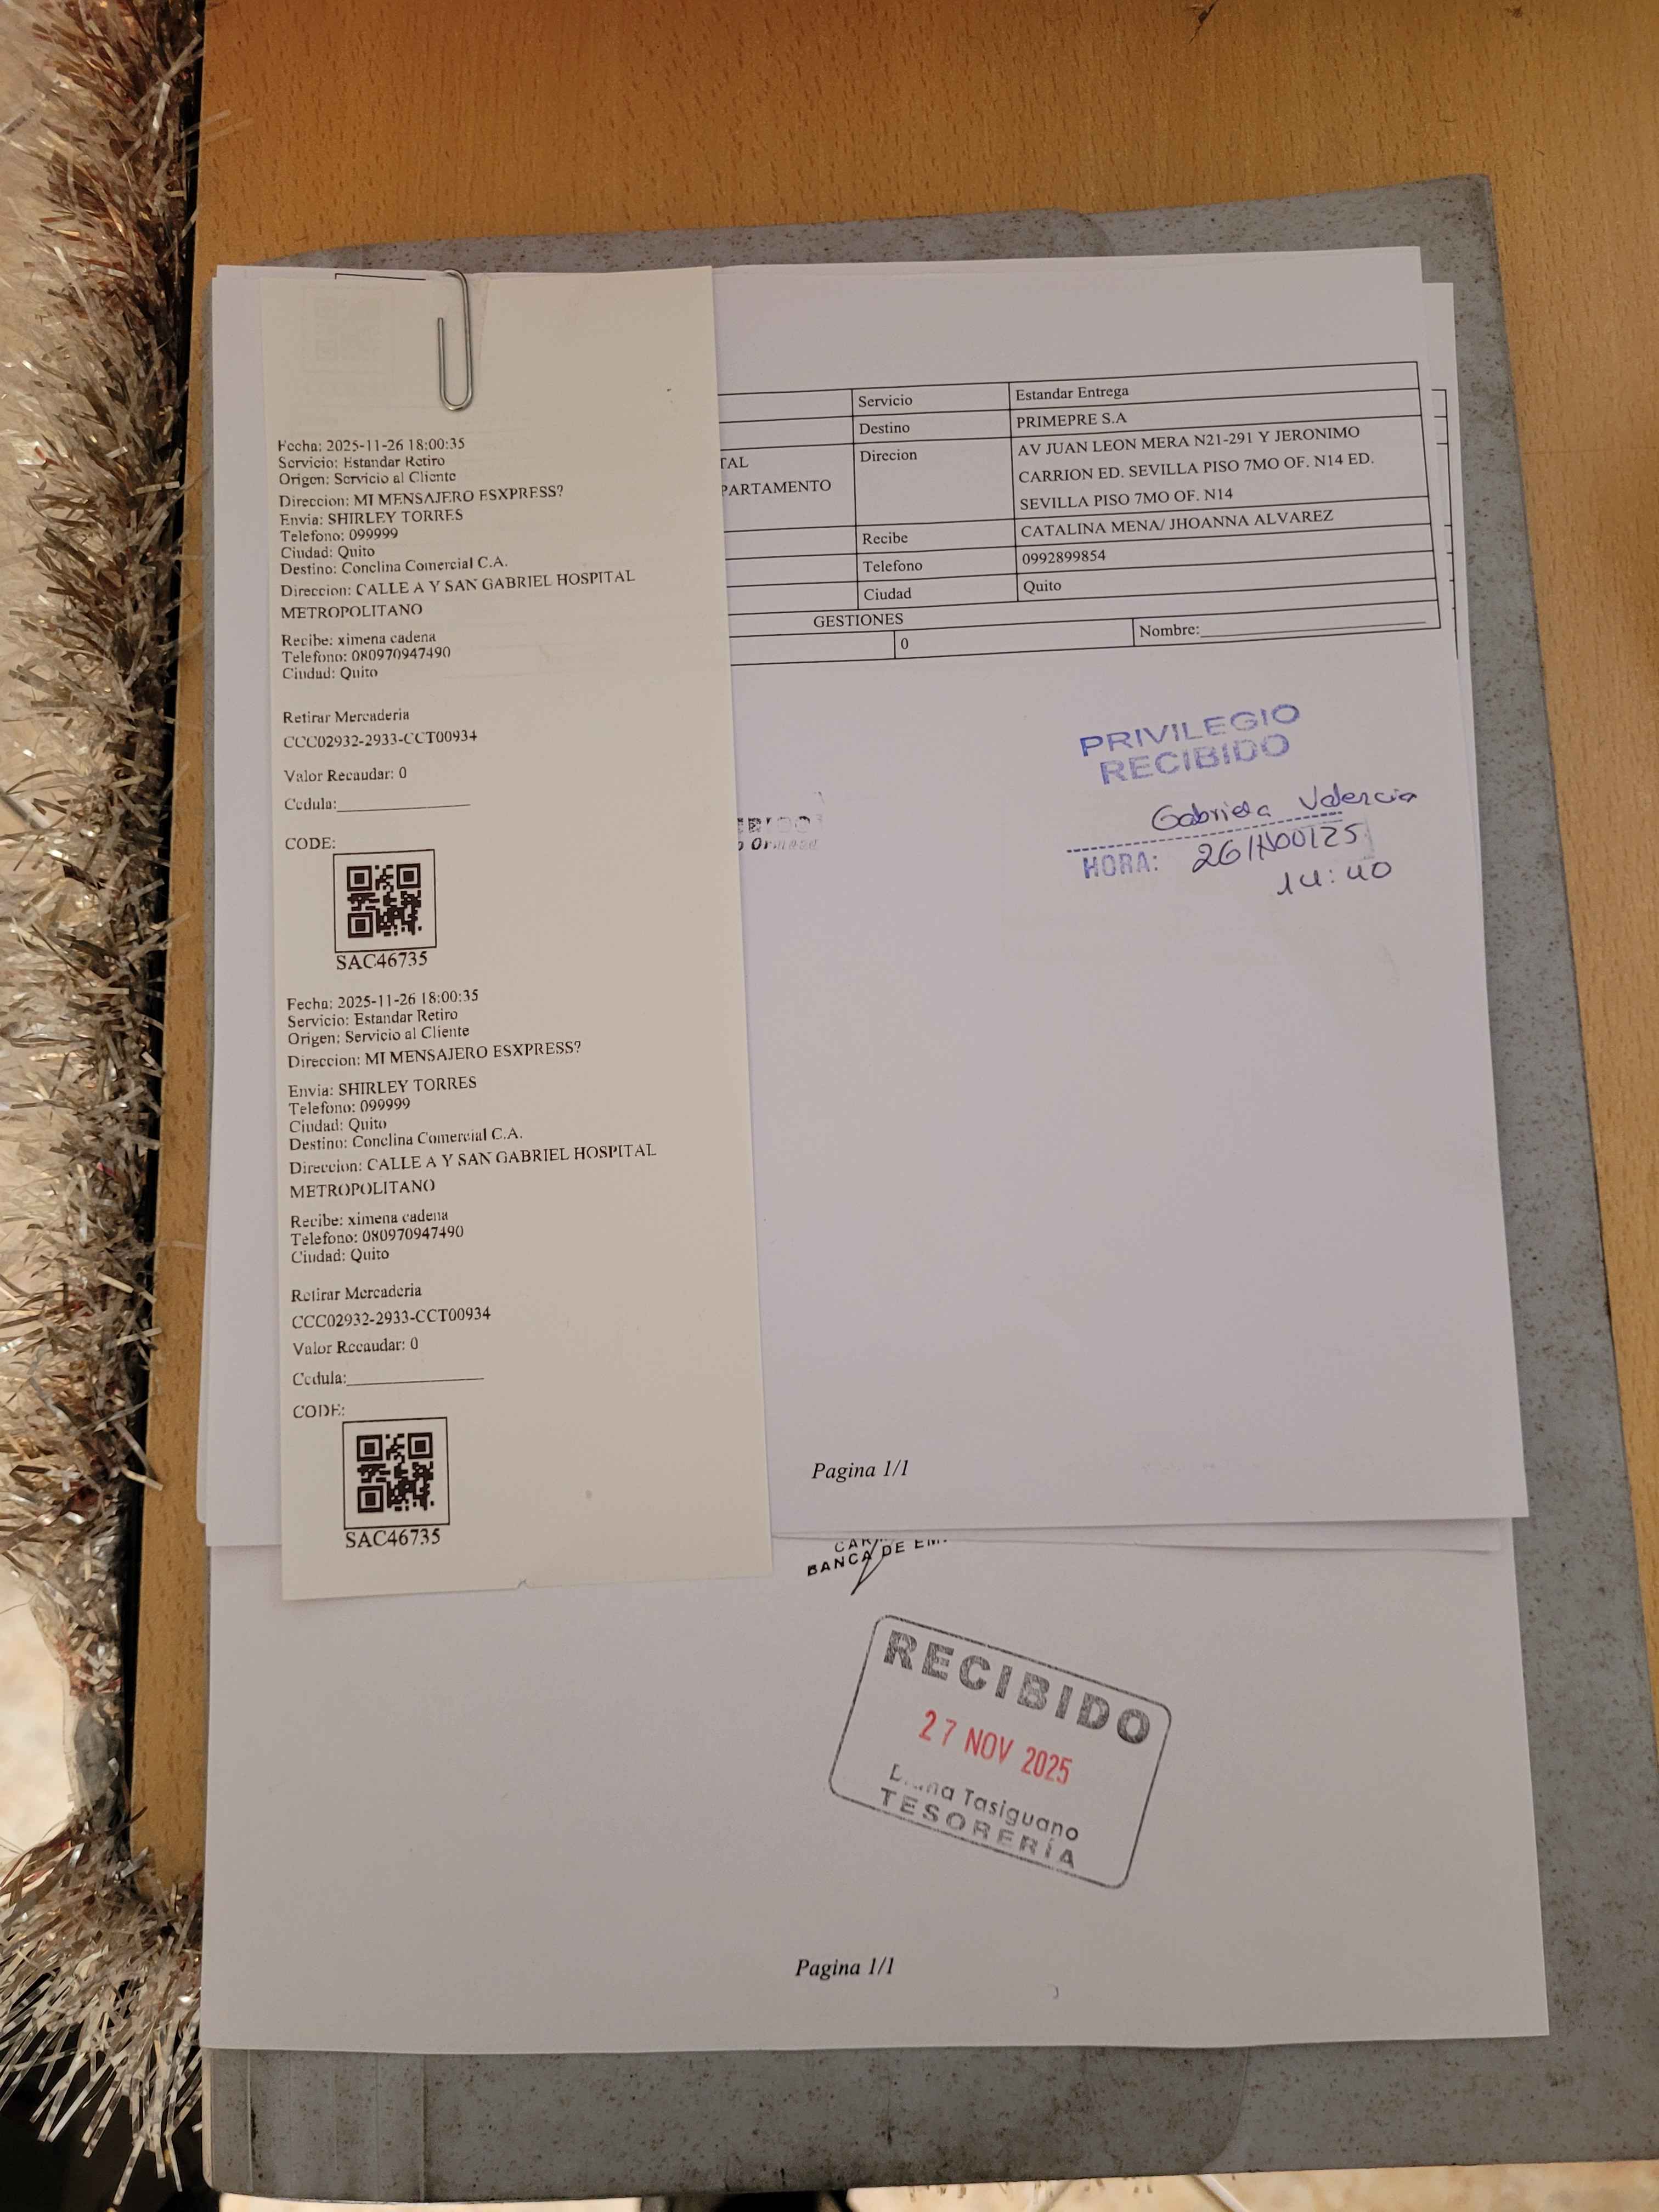 Fecha: 2025-11-26 18:00:35
Servicio: Estandar Retiro
Origen: Servicio al Cliente
Direccion: MI MENSAJERO ESXPRESS?
Envia: SHIRLEY TORRES
Telefono: 099999
Ciudad: Quito
Destino: Conclina Comercial C.A.
Direccion: CALLE A Y SAN GABRIEL HOSPITAL
METROPOLITANO
Recibe: ximena cadena
Telefono: 080970947490
Ciudad: Quito
Retirar Mercaderia
CCC02932-2933-CCT00934
Valor Recaudar: 0
Cedula:
CODE:
SAC46735
Fecha: 2025-11-26 18:00:35
Servicio: Estandar Retiro
Origen: Servicio al Cliente
Direccion: MI MENSAJERO ESXPRESS?
Envia: SHIRLEY TORRES
Telefono: 099999
Ciudad: Quito
Destino: Conclina Comercial C.A.
Direccion: CALLE A Y SAN GABRIEL HOSPITAL
METROPOLITANO
Recibe: ximena cadena
Telefono: 080970947490
Ciudad: Quito
Retirar Mercaderia
CCC02932-2933-CCT00934
Valor Recaudar: 0
Cedula:
CODE:
SAC46735
Servicio Estandar Entrega
Destino PRIMEPRE S.A
TAL
PARTAMENTO
Direcion AV JUAN LEON MERA N21-291 Y JERONIMO
CARRION ED. SEVILLA PISO 7MO OF. N14 ED.
SEVILLA PISO 7MO OF. N14
Recibe CATALINA MENA/ JHOANNA ALVAREZ
Telefono 0992899854
Ciudad Quito
GESTIONES
0 Nombre:
PRIVILEGIO
RECIBIDO
Gabriela Valencia
HORA: 26/NOV/25
14:40
Pagina 1/1
BANCA DE EM
RECIBIDO
27 NOV 2025
Tasiguano
TESORERÍA
Pagina 1/1